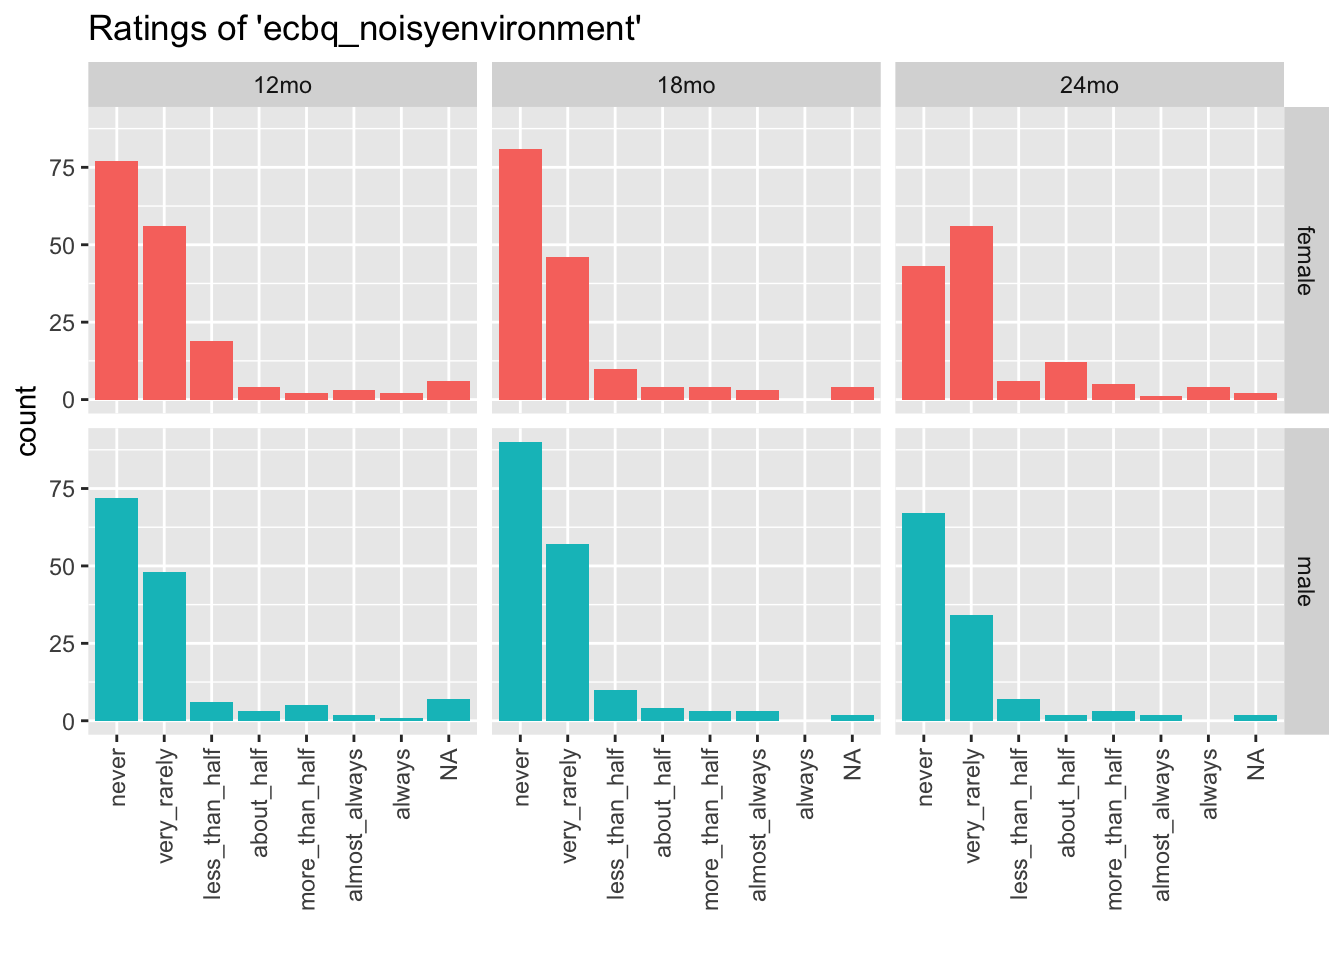 Ratings of 'ecbq_noisyenvironment'
12mo
18mo
24mo
75
50
25
0
female
count
75
50
25
0
male
never
very_rarely
less_than_half
about_half
more_than_half
almost_always
always
NA
never
very_rarely
less_than_half
about_half
more_than_half
almost_always
always
NA
never
very_rarely
less_than_half
about_half
more_than_half
almost_always
always
NA